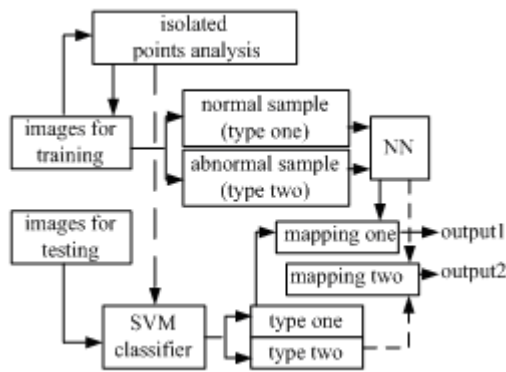 isolated
points analysis
images for
training
normal sample
(type one)
abnormal sample
(type two)
NN
images for
testing
mapping one
output1
mapping two
output2
SVM
classifier
type one
type two